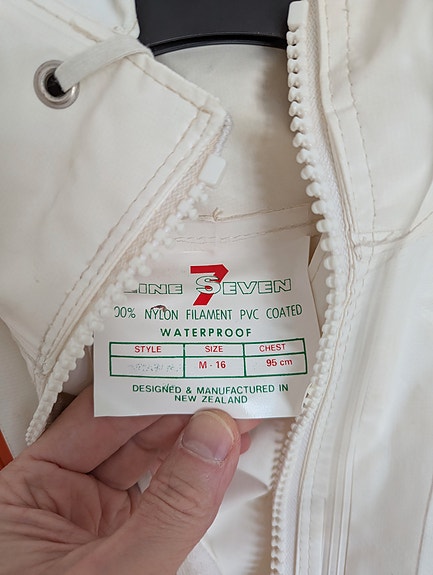 LINE 7 SEVEN
00% NYLON FILAMENT PVC COATED
WATERPROOF
STYLE SIZE CHEST
M - 16 95 cm
DESIGNED & MANUFACTURED IN
NEW ZEALAND